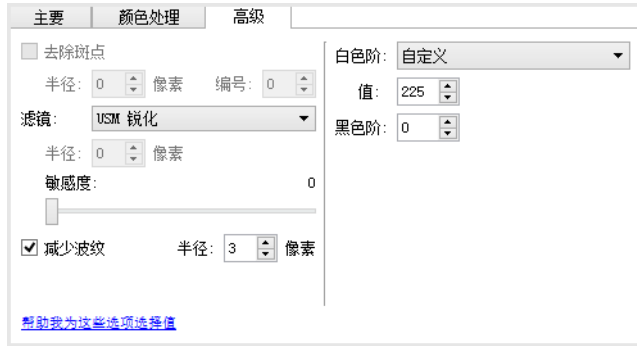 主要 颜色处理 高级
去除斑点
半径: 0 像素 编号: 0
滤镜: USM 锐化
半径: 0 像素
敏感度: 0
减少波纹 半径: 3 像素
帮助我为这些选项选择值
白色阶: 自定义
值: 225
黑色阶: 0